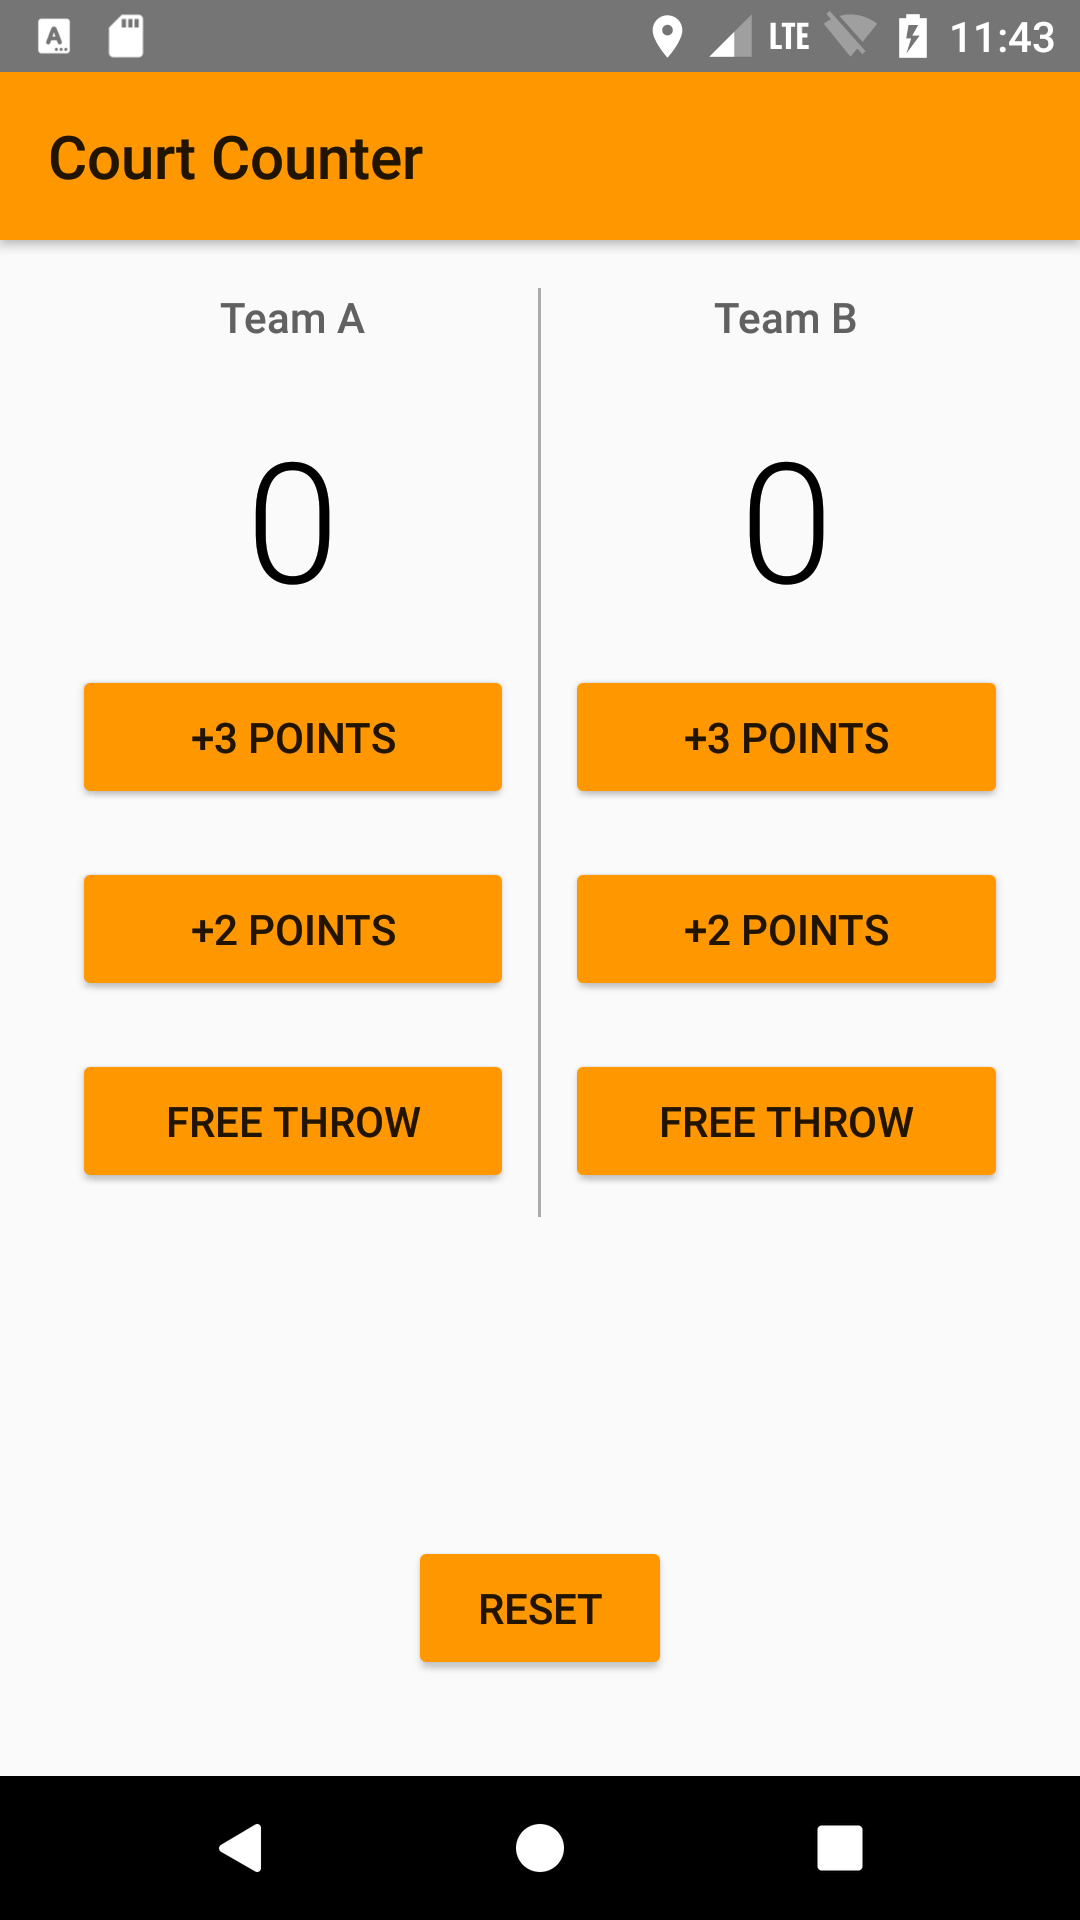 LTE 11:43
Court Counter
Team A Team B
0 0
+3 POINTS +3 POINTS
+2 POINTS +2 POINTS
FREE THROW FREE THROW
RESET